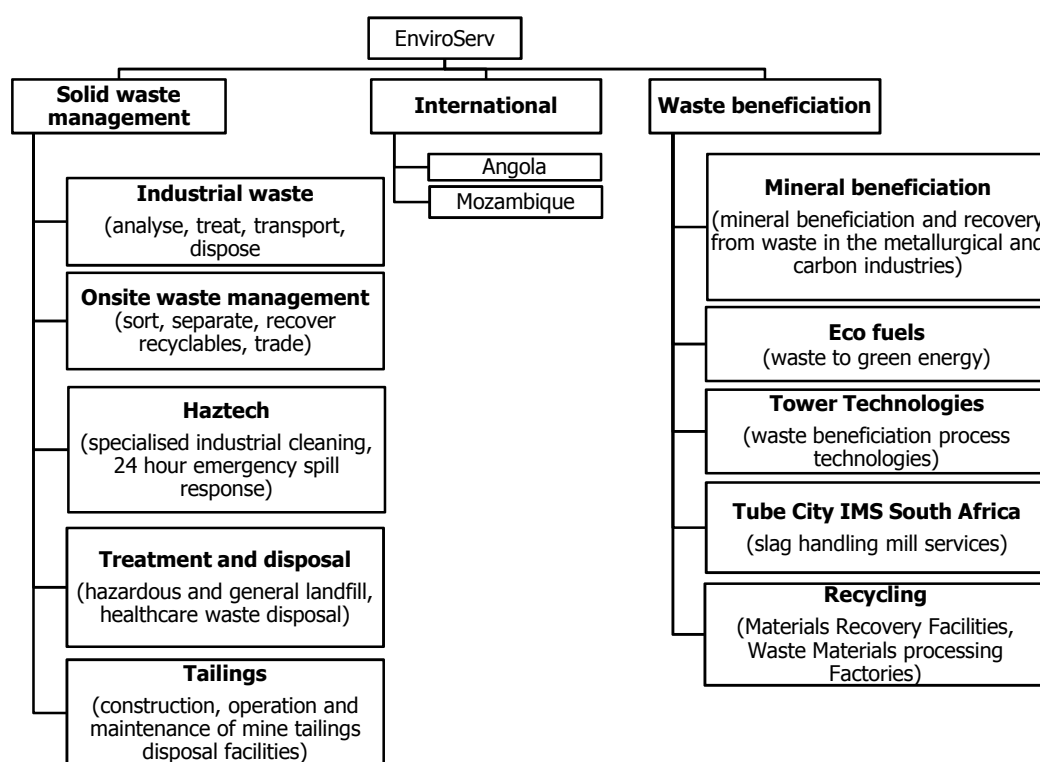 EnviroServ
Solid waste
management
Industrial waste
(analyse, treat, transport,
dispose
Onsite waste management
(sort, separate, recover
recyclables, trade)
Haztech
(specialised industrial cleaning,
24 hour emergency spill
response)
Treatment and disposal
(hazardous and general landfill,
healthcare waste disposal)
Tailings
(construction, operation and
maintenance of mine tailings
disposal facilities)
International
Angola
Mozambique
Waste beneficiation
Mineral beneficiation
(mineral beneficiation and recovery
from waste in the metallurgical and
carbon industries)
Eco fuels
(waste to green energy)
Tower Technologies
(waste beneficiation process
technologies)
Tube City IMS South Africa
(slag handling mill services)
Recycling
(Materials Recovery Facilities,
Waste Materials processing
Factories)